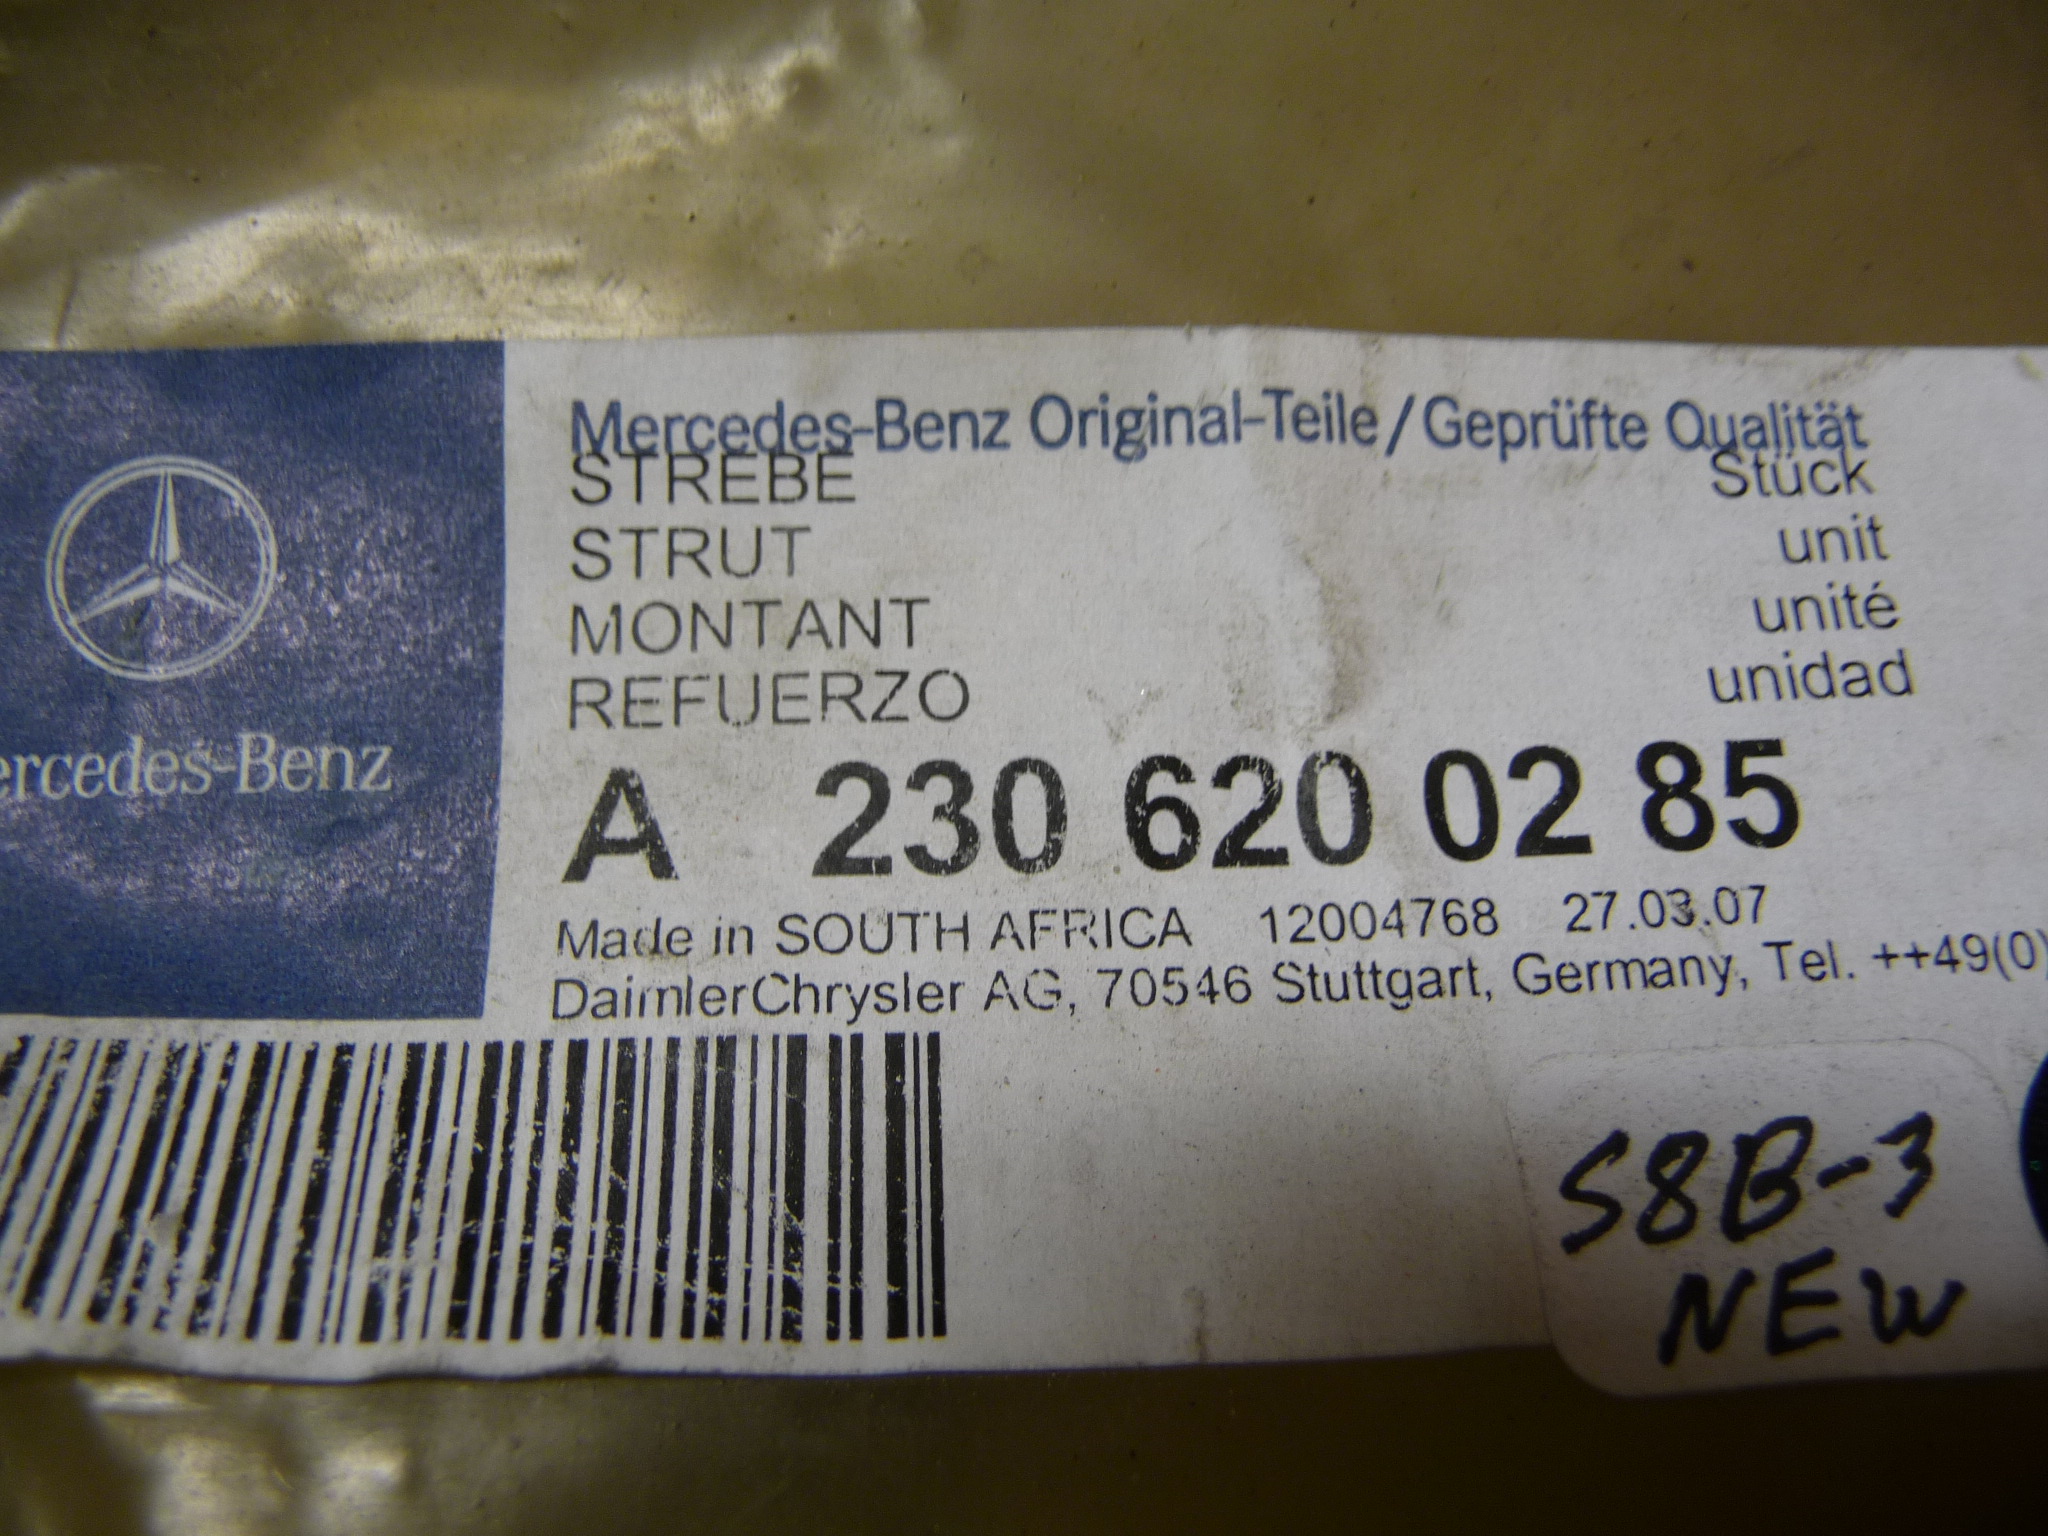 Mercedes-Benz Original-Teile/Geprüfte Qualität
STREBE Stück
STRUT unit
MONTANT unité
REFUERZO unidad
ercedes-Benz
A 230 620 02 85
Made in SOUTH AFRICA 12004768 27.03.07
DaimlerChrysler AG, 70546 Stuttgart, Germany, Tel. ++49(0)
S8B-3
NEW